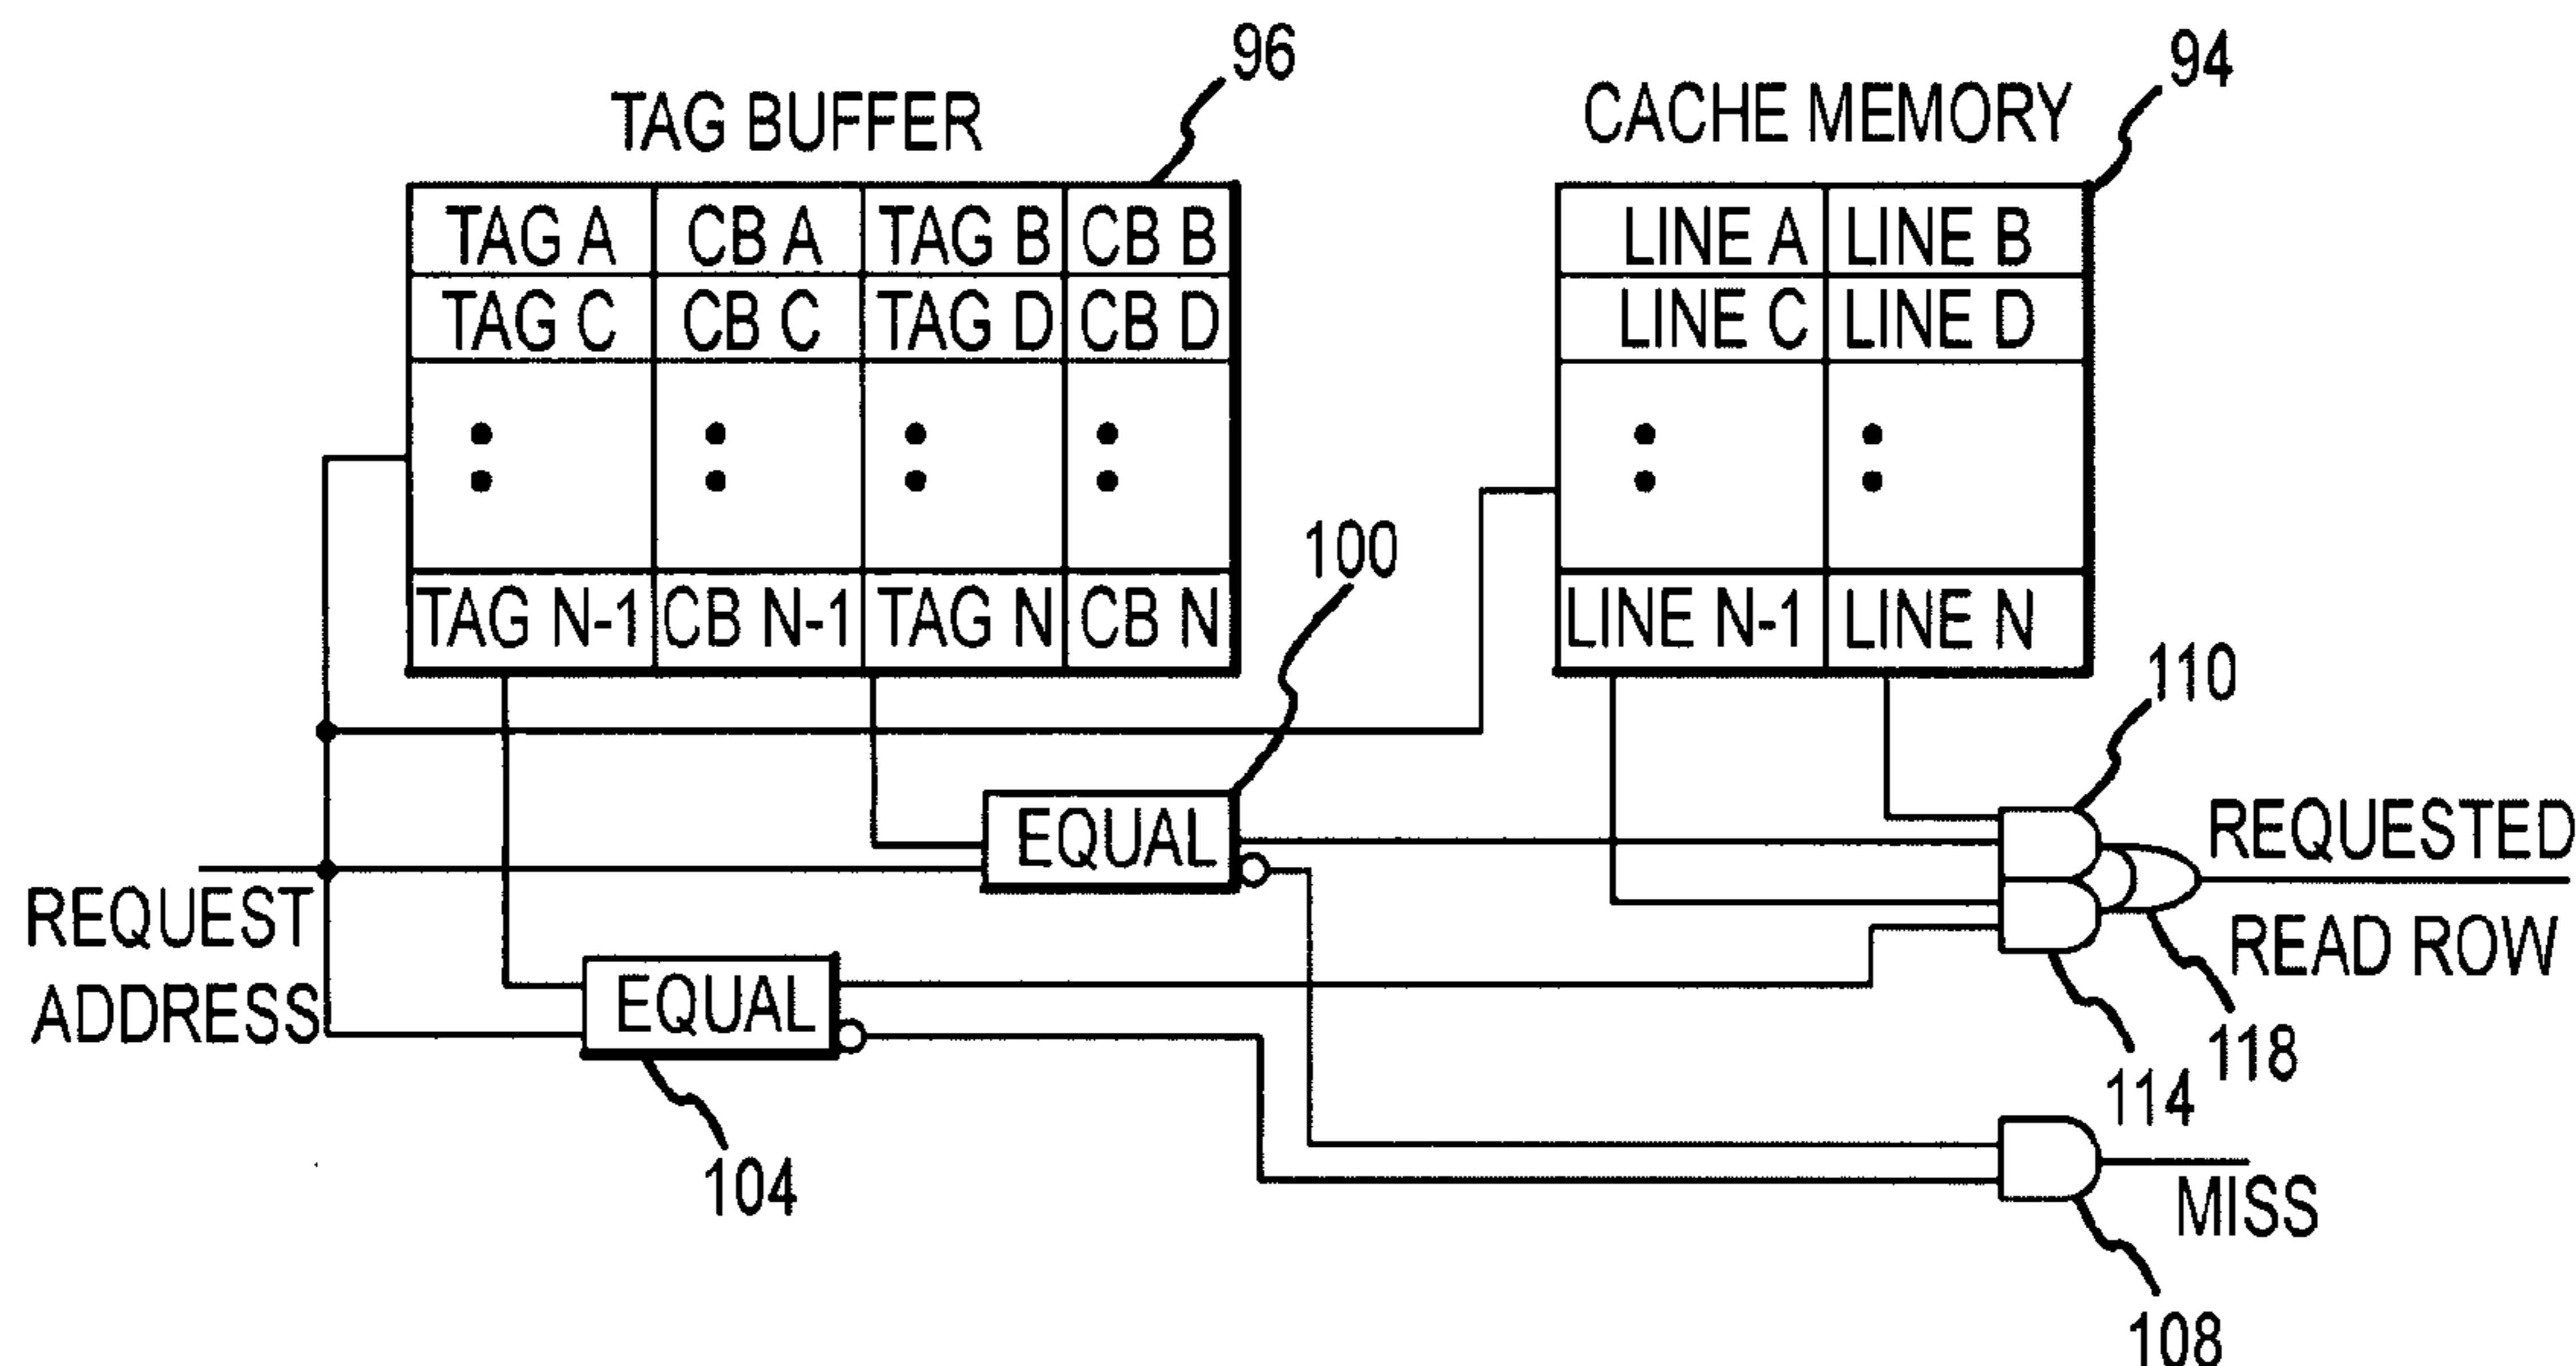 96
94
TAG BUFFER
CACHE MEMORY
TAG A CB A TAG B CB B
LINE A LINE B
TAG C CB C TAG D CB D
LINE C LINE D
100
TAG N-1 CB N-1 TAG N CB N
LINE N-1 LINE N
110
EQUAL
REQUESTED
READ ROW
REQUEST
ADDRESS
EQUAL
118
114
104
MISS
108